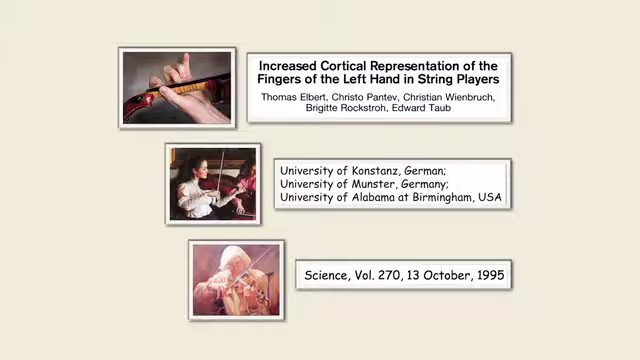 Increased Cortical Representation of the
Fingers of the Left Hand in String Players
Thomas Elbert, Christo Pantev, Christian Wienbruch,
Brigitte Rockstroh, Edward Taub
University of Konstanz, German;
University of Munster, Germany;
University of Alabama at Birmingham, USA
Science, Vol. 270, 13 October, 1995